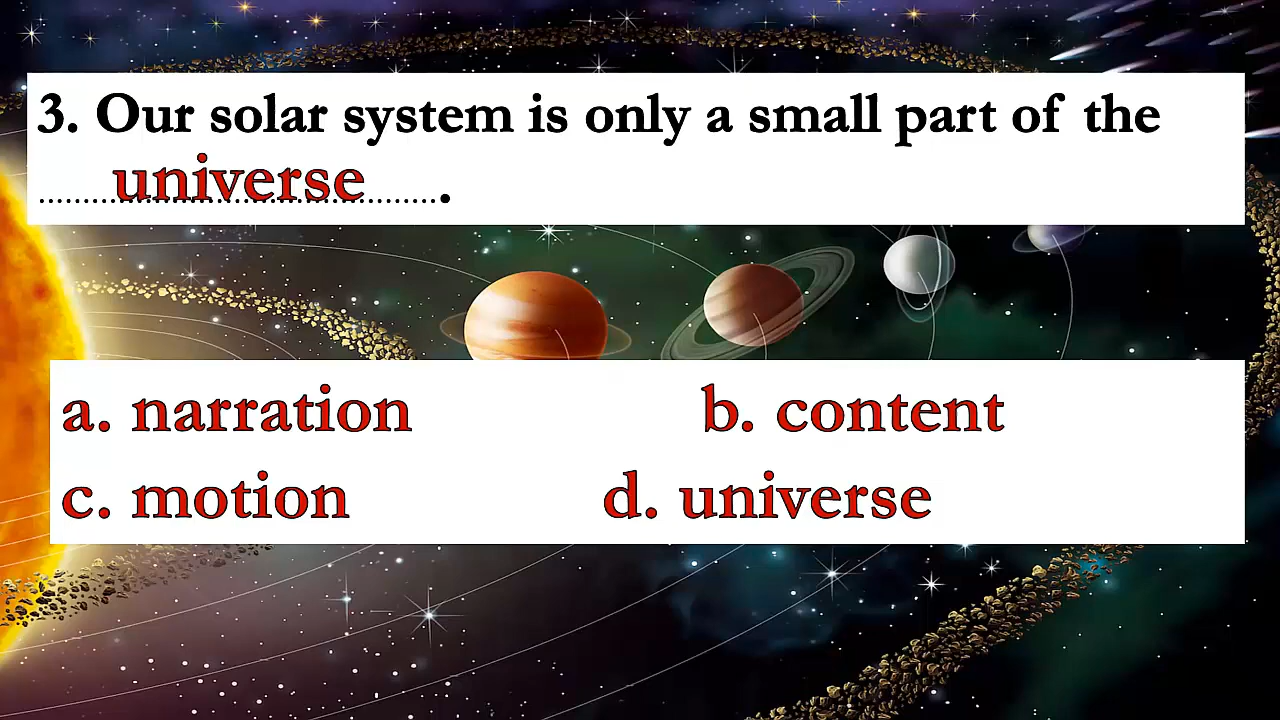 3. Our solar system is only a small part of the
......universe.......
a. narration b. content
c. motion d. universe